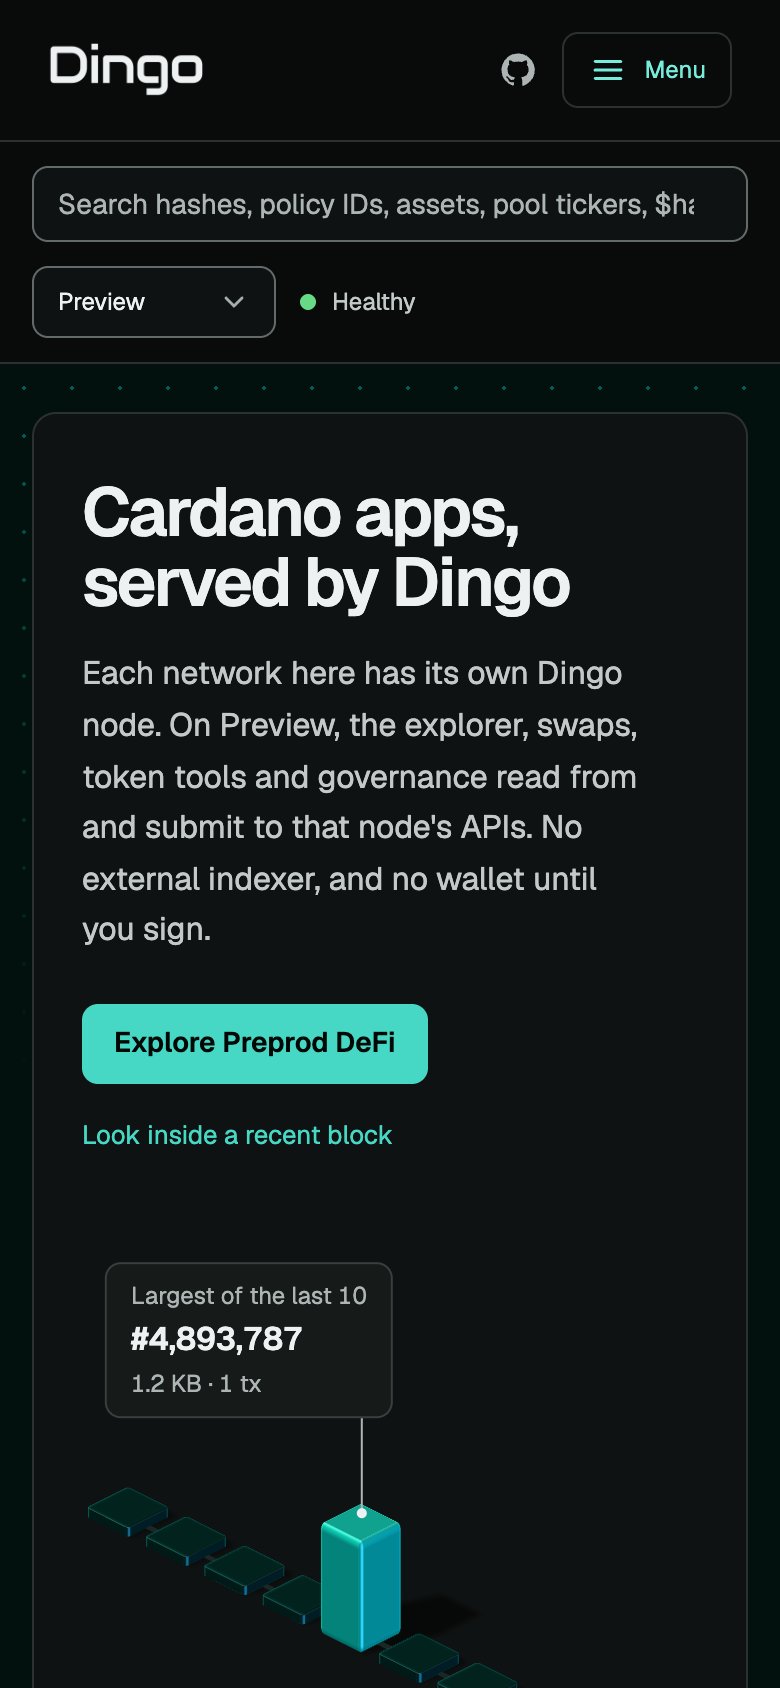 Dingo
Menu
Search hashes, policy IDs, assets, pool tickers, $ha
Preview
Healthy
Cardano apps,
served by Dingo
Each network here has its own Dingo
node. On Preview, the explorer, swaps,
token tools and governance read from
and submit to that node's APIs. No
external indexer, and no wallet until
you sign.
Explore Preprod DeFi
Look inside a recent block
Largest of the last 10
#4,893,787
1.2 KB · 1 tx